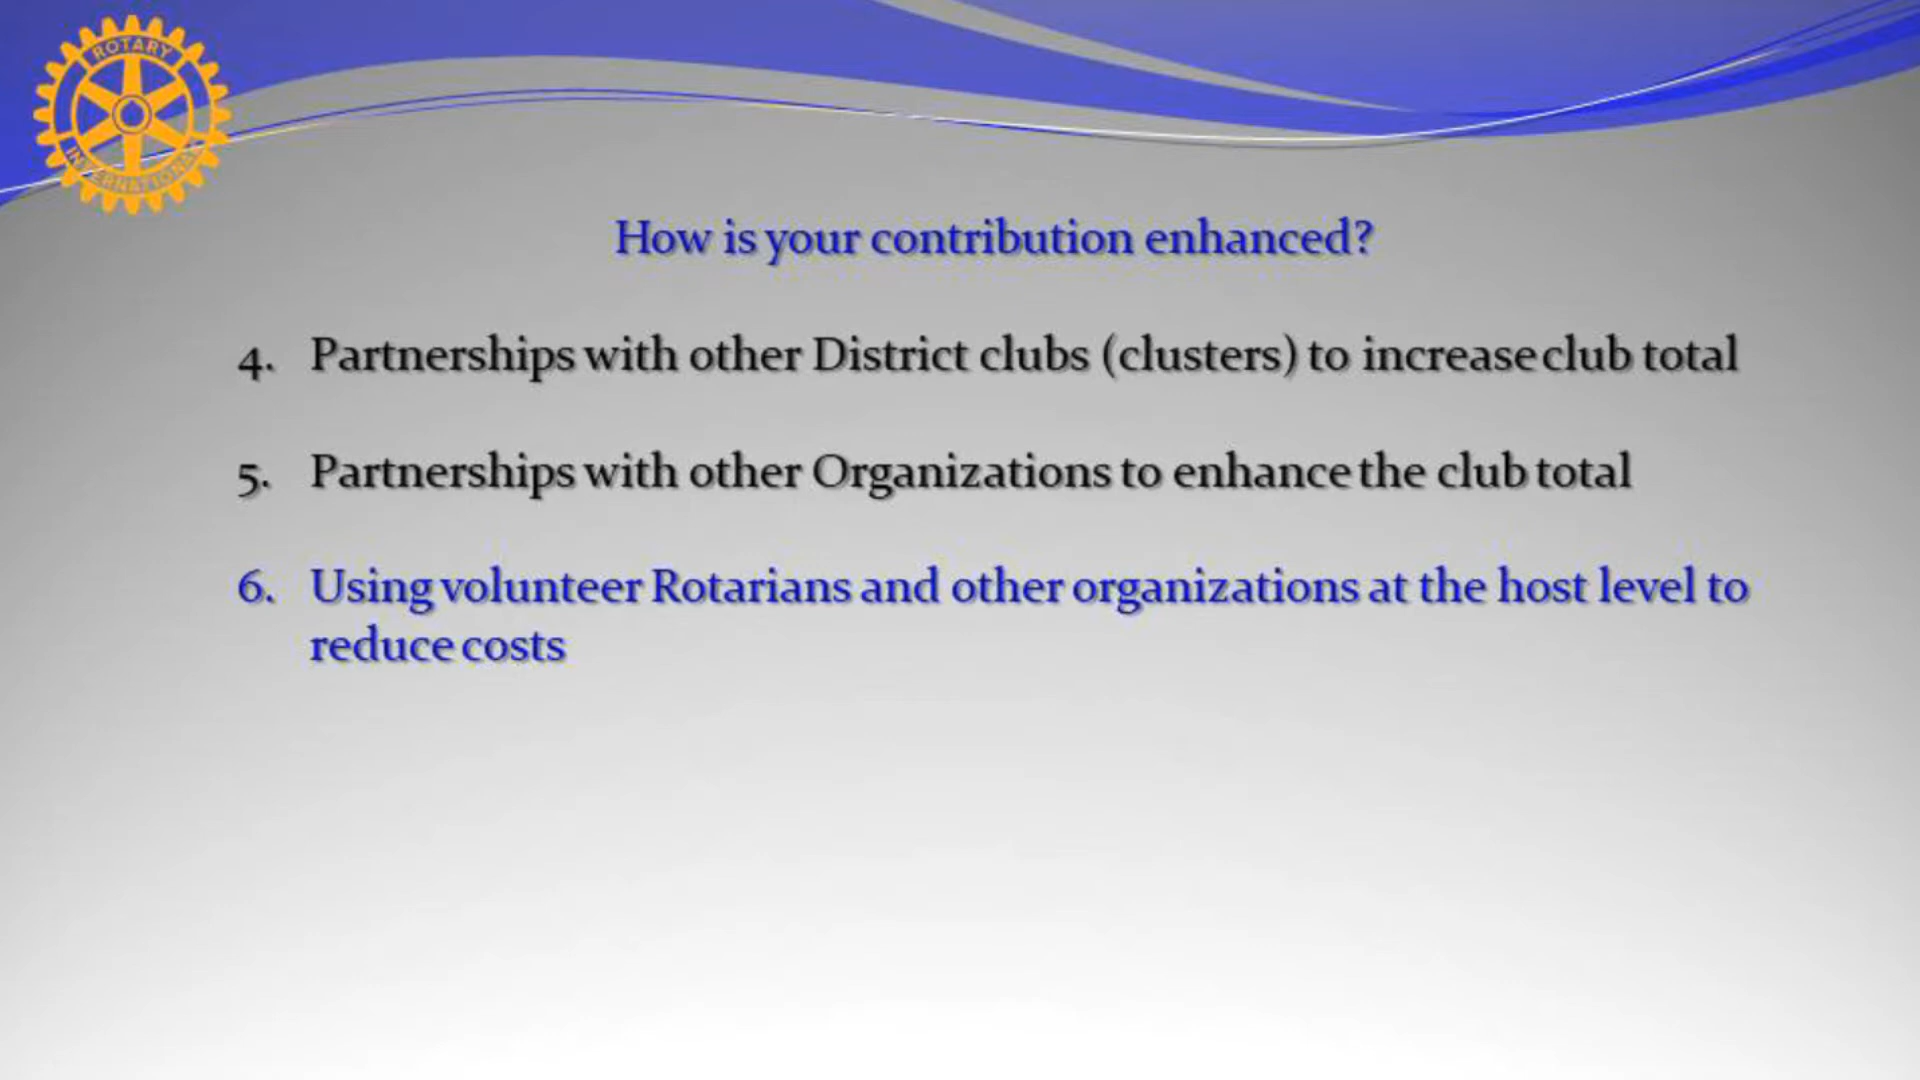 ROTARY
INTERNATIONAL
How is your contribution enhanced?
4. Partnerships with other District clubs (clusters) to increase club total
5. Partnerships with other Organizations to enhance the club total
6. Using volunteer Rotarians and other organizations at the host level to
reduce costs